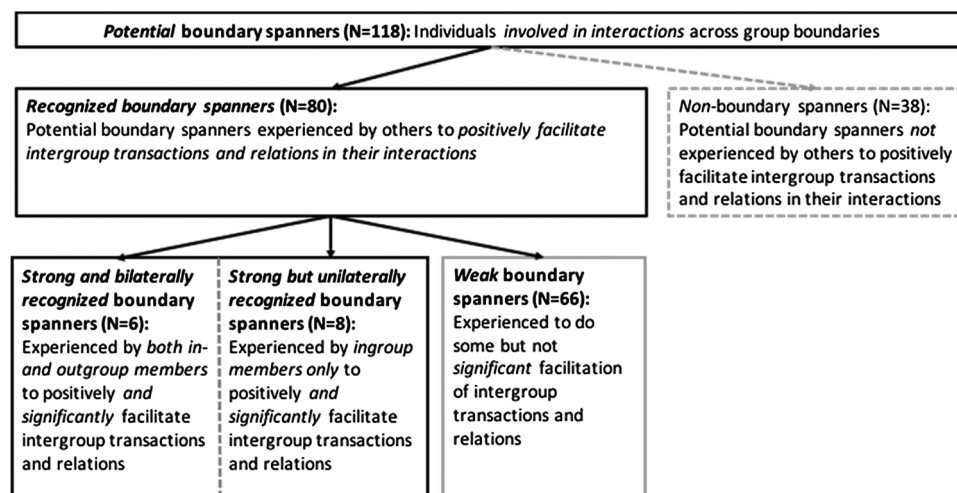 Potential boundary spanners (N=118): Individuals involved in interactions across group boundaries
Recognized boundary spanners (N=80):
Potential boundary spanners experienced by others to positively facilitate
intergroup transactions and relations in their interactions
Non-boundary spanners (N=38):
Potential boundary spanners not
experienced by others to positively
facilitate intergroup transactions
and relations in their interactions
Strong and bilaterally
recognized boundary
spanners (N=6):
Experienced by both in-
and outgroup members
to positively and
significantly facilitate
intergroup transactions
and relations
Strong but unilaterally
recognized boundary
spanners (N=8):
Experienced by ingroup
members only to
positively and
significantly facilitate
intergroup transactions
and relations
Weak boundary
spanners (N=66):
Experienced to do
some but not
significant facilitation
of intergroup
transactions and
relations